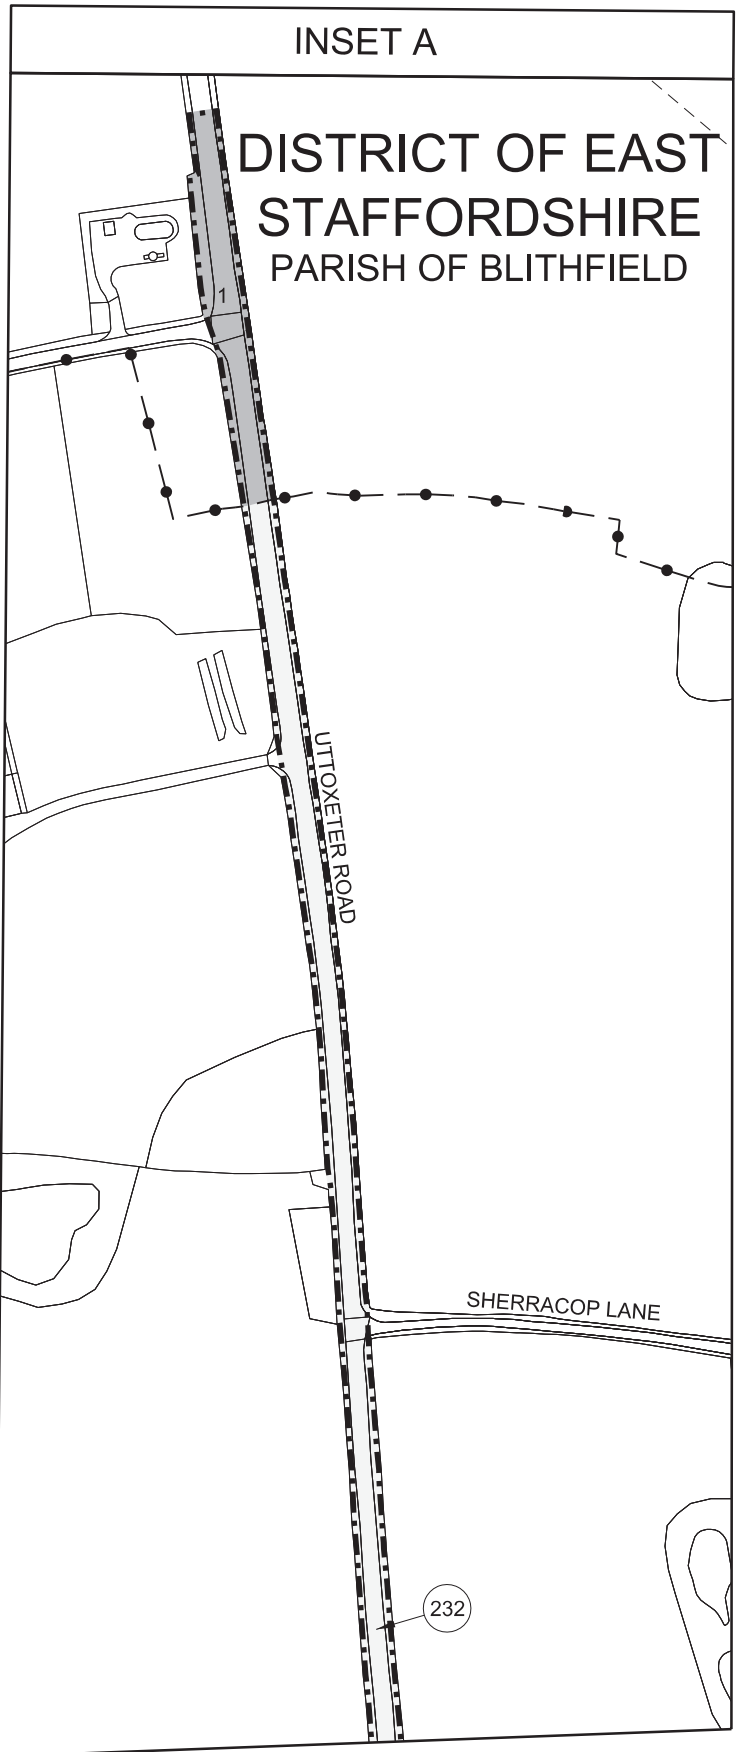 INSET A
DISTRICT OF EAST
STAFFORDSHIRE
PARISH OF BLITHFIELD
1
UTTOXETER ROAD
SHERRACOP LANE
232